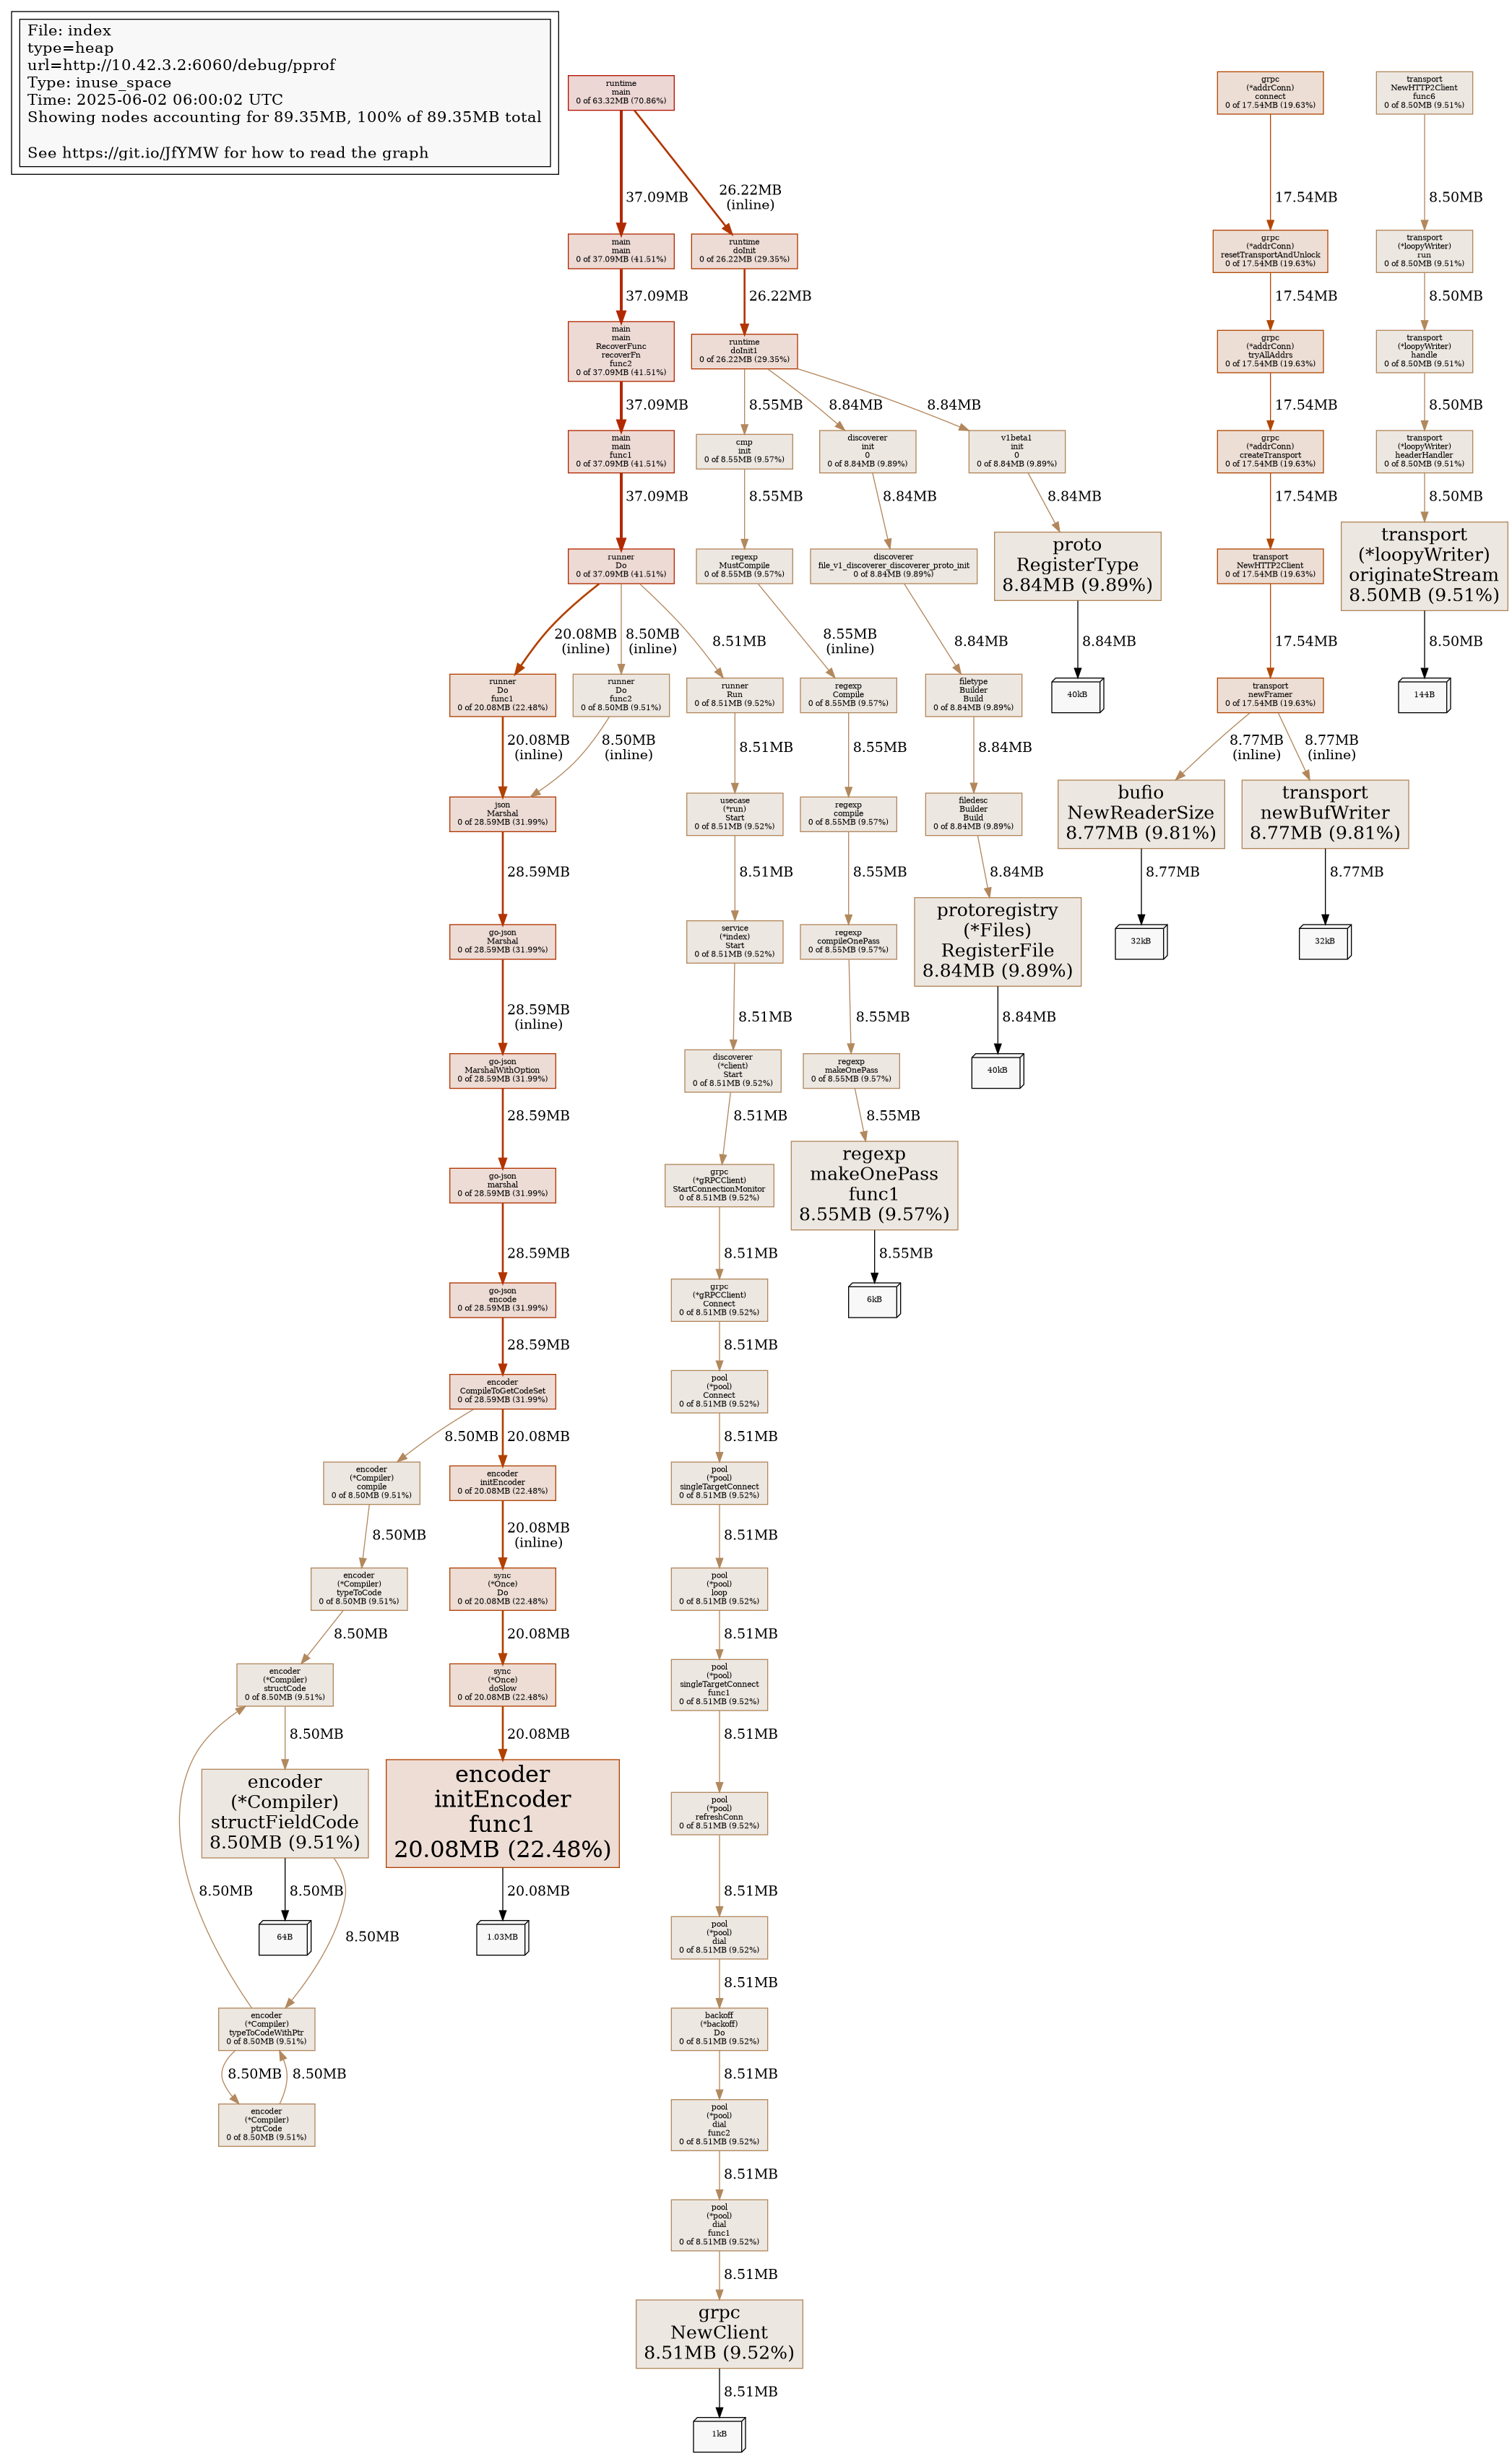 File: index
type=heap
url=http://10.42.3.2:6060/debug/pprof
Type: inuse_space
Time: 2025-06-02 06:00:02 UTC
Showing nodes accounting for 89.35MB, 100% of 89.35MB total
See https://git.io/JfYMW for how to read the graph
runtime
main
0 of 63.32MB (70.86%)
37.09MB
26.22MB
(inline)
main
main
0 of 37.09MB (41.51%)
runtime
doInit
0 of 26.22MB (29.35%)
37.09MB
26.22MB
main
main
RecoverFunc
recoverFn
func2
0 of 37.09MB (41.51%)
runtime
doInit1
0 of 26.22MB (29.35%)
37.09MB
8.55MB
8.84MB
8.84MB
main
main
func1
0 of 37.09MB (41.51%)
cmp
init
0 of 8.55MB (9.57%)
discoverer
init
0
0 of 8.84MB (9.89%)
v1beta1
init
0
0 of 8.84MB (9.89%)
37.09MB
8.55MB
8.84MB
8.84MB
runner
Do
0 of 37.09MB (41.51%)
regexp
MustCompile
0 of 8.55MB (9.57%)
discoverer
file_v1_discoverer_discoverer_proto_init
0 of 8.84MB (9.89%)
proto
RegisterType
8.84MB (9.89%)
20.08MB
(inline)
8.50MB
(inline)
8.51MB
8.55MB
(inline)
8.84MB
8.84MB
40kB
runner
Do
func1
0 of 20.08MB (22.48%)
runner
Do
func2
0 of 8.50MB (9.51%)
runner
Run
0 of 8.51MB (9.52%)
regexp
Compile
0 of 8.55MB (9.57%)
filetype
Builder
Build
0 of 8.84MB (9.89%)
20.08MB
(inline)
8.50MB
(inline)
8.51MB
8.55MB
8.84MB
json
Marshal
0 of 28.59MB (31.99%)
usecase
(*run)
Start
0 of 8.51MB (9.52%)
regexp
compile
0 of 8.55MB (9.57%)
filedesc
Builder
Build
0 of 8.84MB (9.89%)
28.59MB
8.51MB
8.55MB
8.84MB
go-json
Marshal
0 of 28.59MB (31.99%)
service
(*index)
Start
0 of 8.51MB (9.52%)
regexp
compileOnePass
0 of 8.55MB (9.57%)
protoregistry
(*Files)
RegisterFile
8.84MB (9.89%)
28.59MB
(inline)
8.51MB
8.55MB
8.84MB
40kB
go-json
MarshalWithOption
0 of 28.59MB (31.99%)
discoverer
(*client)
Start
0 of 8.51MB (9.52%)
regexp
makeOnePass
0 of 8.55MB (9.57%)
28.59MB
8.51MB
8.55MB
go-json
marshal
0 of 28.59MB (31.99%)
grpc
(*gRPCClient)
StartConnectionMonitor
0 of 8.51MB (9.52%)
regexp
makeOnePass
func1
8.55MB (9.57%)
28.59MB
8.51MB
8.55MB
6kB
go-json
encode
0 of 28.59MB (31.99%)
grpc
(*gRPCClient)
Connect
0 of 8.51MB (9.52%)
28.59MB
8.51MB
encoder
CompileToGetCodeSet
0 of 28.59MB (31.99%)
pool
(*pool)
Connect
0 of 8.51MB (9.52%)
8.50MB
20.08MB
8.51MB
encoder
(*Compiler)
compile
0 of 8.50MB (9.51%)
encoder
initEncoder
0 of 20.08MB (22.48%)
pool
(*pool)
singleTargetConnect
0 of 8.51MB (9.52%)
8.50MB
20.08MB
(inline)
8.51MB
encoder
(*Compiler)
typeToCode
0 of 8.50MB (9.51%)
sync
(*Once)
Do
0 of 20.08MB (22.48%)
pool
(*pool)
loop
0 of 8.51MB (9.52%)
8.50MB
20.08MB
8.51MB
encoder
(*Compiler)
structCode
0 of 8.50MB (9.51%)
sync
(*Once)
doSlow
0 of 20.08MB (22.48%)
pool
(*pool)
singleTargetConnect
func1
0 of 8.51MB (9.52%)
8.50MB
20.08MB
8.51MB
encoder
(*Compiler)
structFieldCode
8.50MB (9.51%)
encoder
initEncoder
func1
20.08MB (22.48%)
pool
(*pool)
refreshConn
0 of 8.51MB (9.52%)
8.50MB
8.50MB
8.50MB
20.08MB
8.51MB
64B
1.03MB
pool
(*pool)
dial
0 of 8.51MB (9.52%)
8.51MB
encoder
(*Compiler)
typeToCodeWithPtr
0 of 8.50MB (9.51%)
backoff
(*backoff)
Do
0 of 8.51MB (9.52%)
8.50MB
8.50MB
8.51MB
encoder
(*Compiler)
ptrCode
0 of 8.50MB (9.51%)
pool
(*pool)
dial
func2
0 of 8.51MB (9.52%)
8.51MB
pool
(*pool)
dial
func1
0 of 8.51MB (9.52%)
8.51MB
grpc
NewClient
8.51MB (9.52%)
8.51MB
1kB
grpc
(*addrConn)
connect
0 of 17.54MB (19.63%)
17.54MB
grpc
(*addrConn)
resetTransportAndUnlock
0 of 17.54MB (19.63%)
17.54MB
grpc
(*addrConn)
tryAllAddrs
0 of 17.54MB (19.63%)
17.54MB
grpc
(*addrConn)
createTransport
0 of 17.54MB (19.63%)
17.54MB
transport
NewHTTP2Client
0 of 17.54MB (19.63%)
17.54MB
transport
newFramer
0 of 17.54MB (19.63%)
8.77MB
(inline)
8.77MB
(inline)
bufio
NewReaderSize
8.77MB (9.81%)
transport
newBufWriter
8.77MB (9.81%)
8.77MB
8.77MB
32kB
32kB
transport
NewHTTP2Client
func6
0 of 8.50MB (9.51%)
8.50MB
transport
(*loopyWriter)
run
0 of 8.50MB (9.51%)
8.50MB
transport
(*loopyWriter)
handle
0 of 8.50MB (9.51%)
8.50MB
transport
(*loopyWriter)
headerHandler
0 of 8.50MB (9.51%)
8.50MB
transport
(*loopyWriter)
originateStream
8.50MB (9.51%)
8.50MB
144B